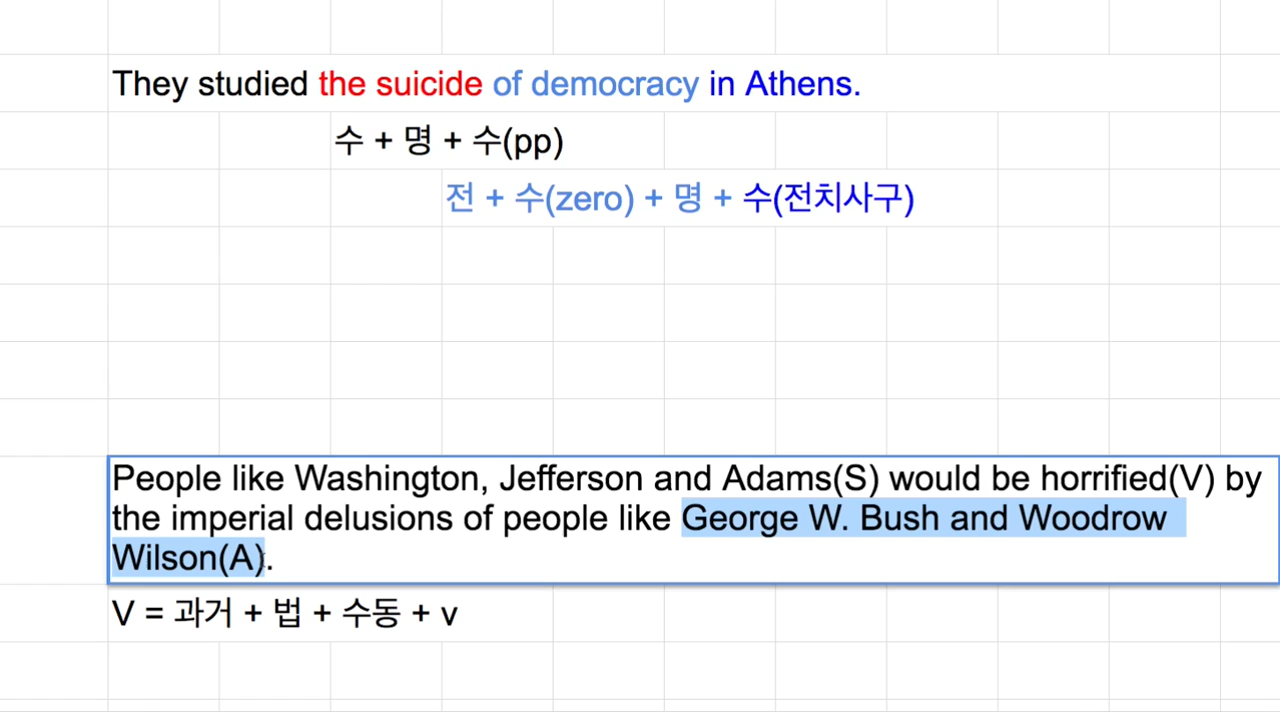 They studied the suicide of democracy in Athens.
수 + 명 + 수(pp)
전 + 수(zero) + 명 + 수(전치사구)
People like Washington, Jefferson and Adams(S) would be horrified(V) by
the imperial delusions of people like George W. Bush and Woodrow
Wilson(A).
V = 과거 + 법 + 수동 + v